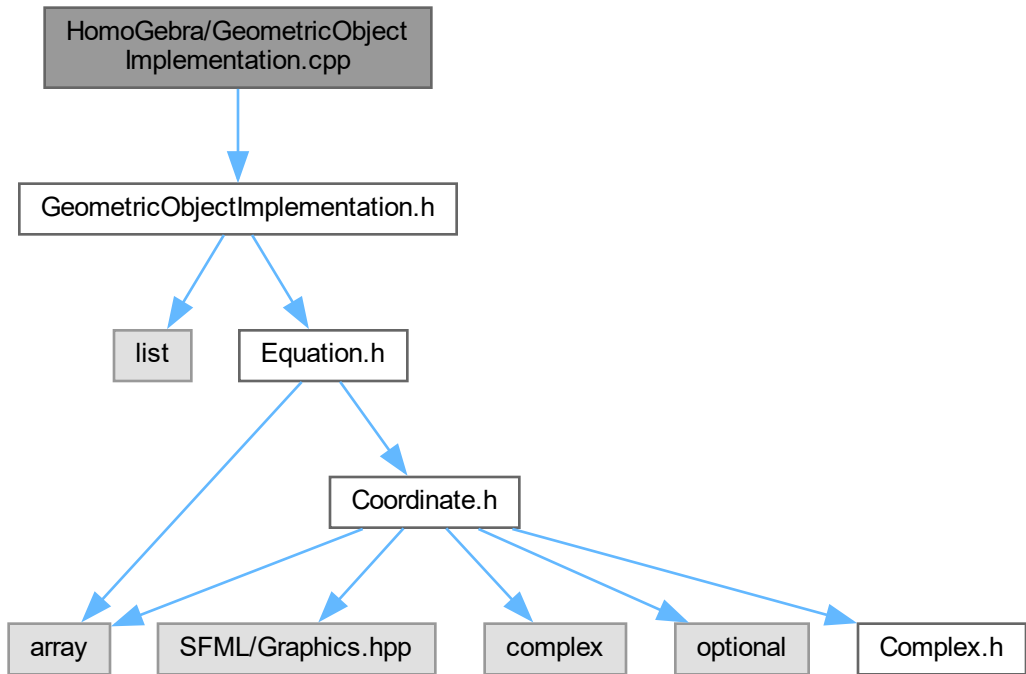 HomoGebra/GeometricObject
Implementation.cpp
GeometricObjectImplementation.h
list
Equation.h
Coordinate.h
array
SFML/Graphics.hpp
complex
optional
Complex.h